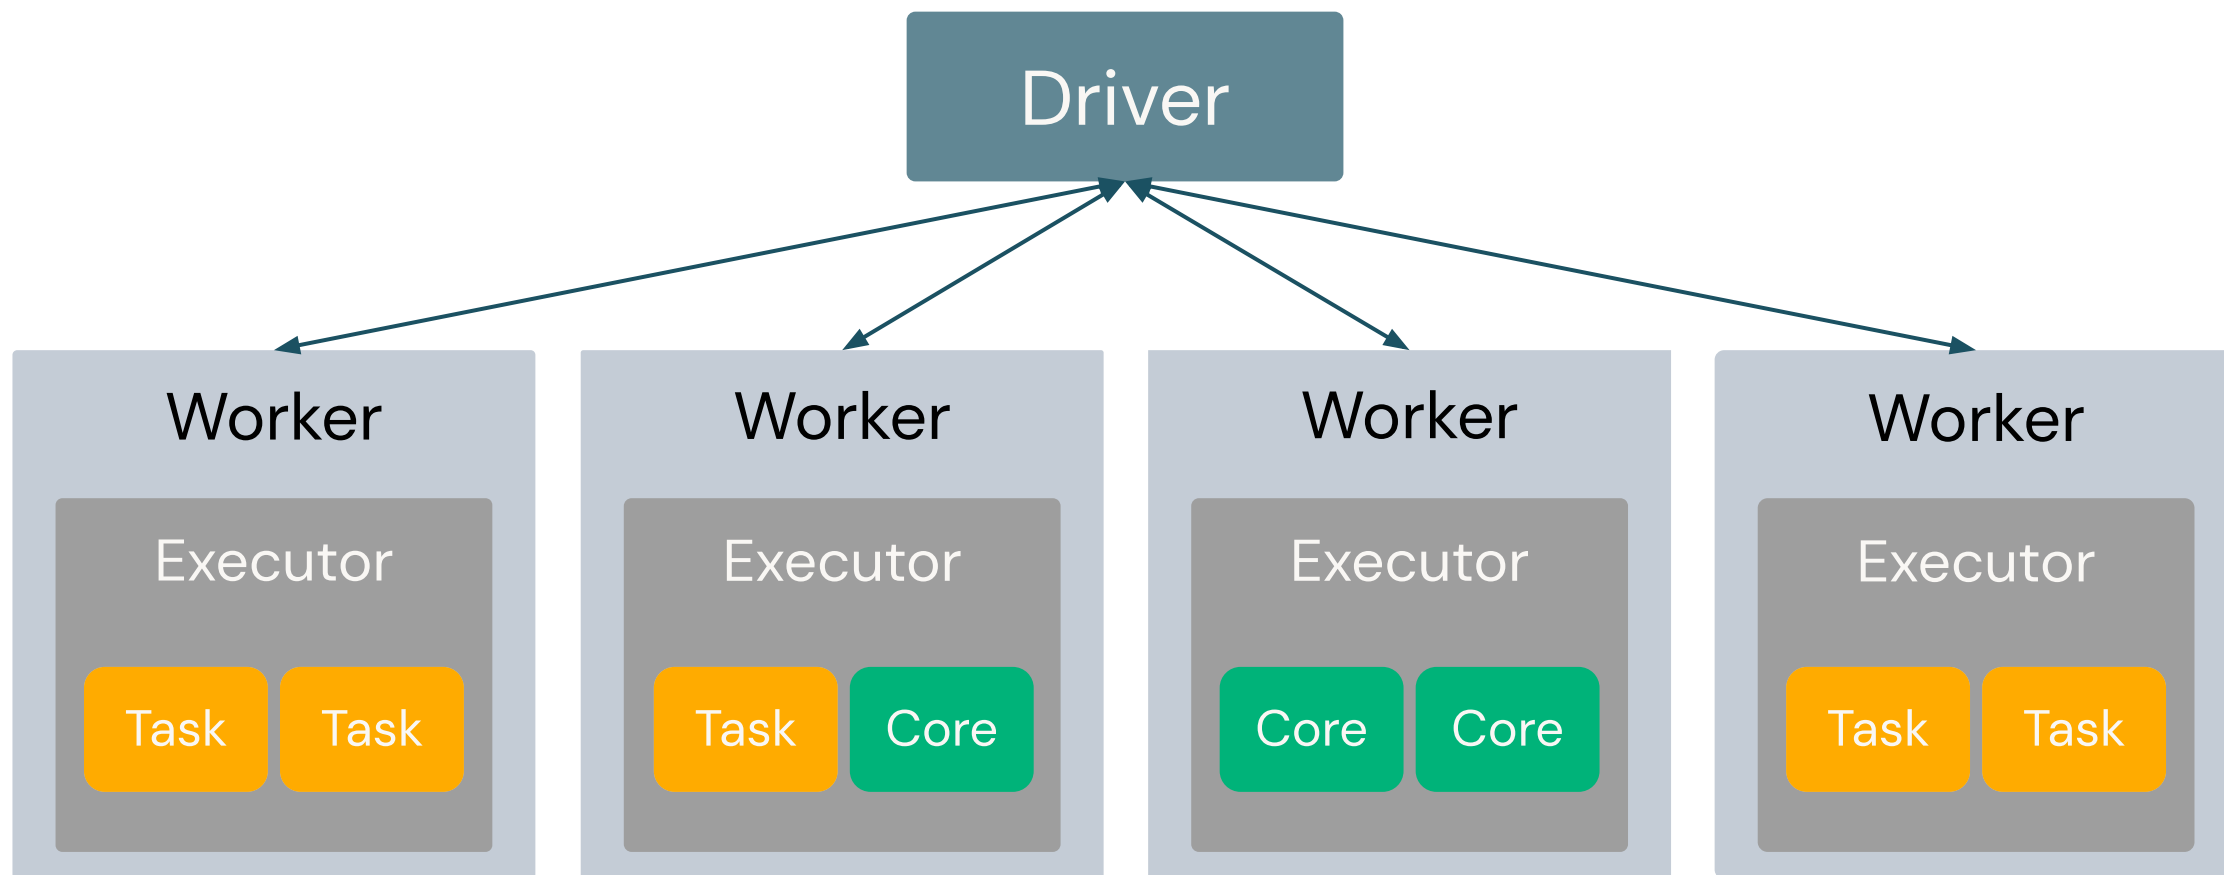 Driver
Worker
Worker
Worker
Worker
Executor
Executor
Executor
Executor
Task
Task
Task
Core
Core
Core
Task
Task